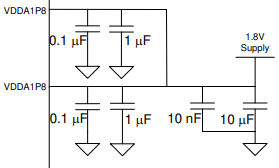 VDDA1P8
0.1 µF
1 µF
1.8V
Supply
VDDA1P8
0.1 µF
1 µF
10 nF
10 µF